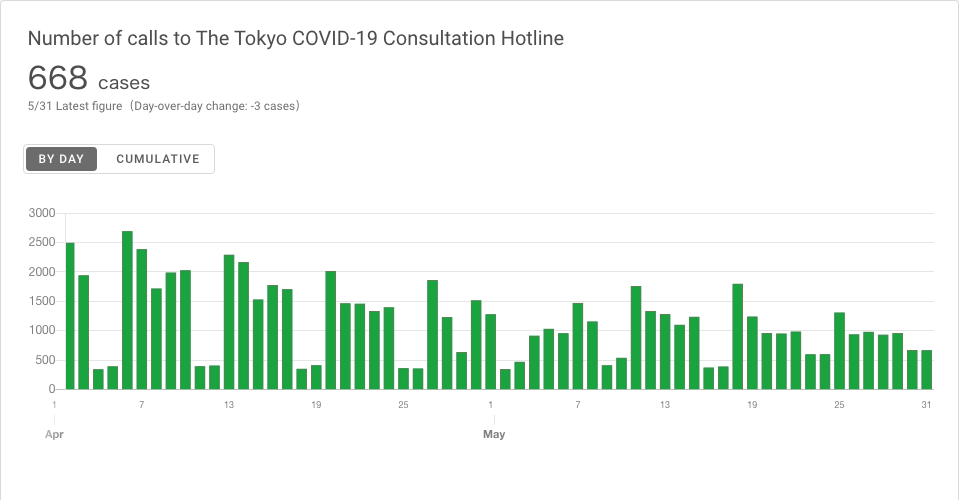 Number of calls to The Tokyo COVID-19 Consultation Hotline
668 cases
5/31 Latest figure（Day-over-day change: -3 cases）
BY DAY CUMULATIVE
3000
2500
2000
1500
1000
500
0
1 7 13 19 25 1 7 13 19 25 31
Apr May